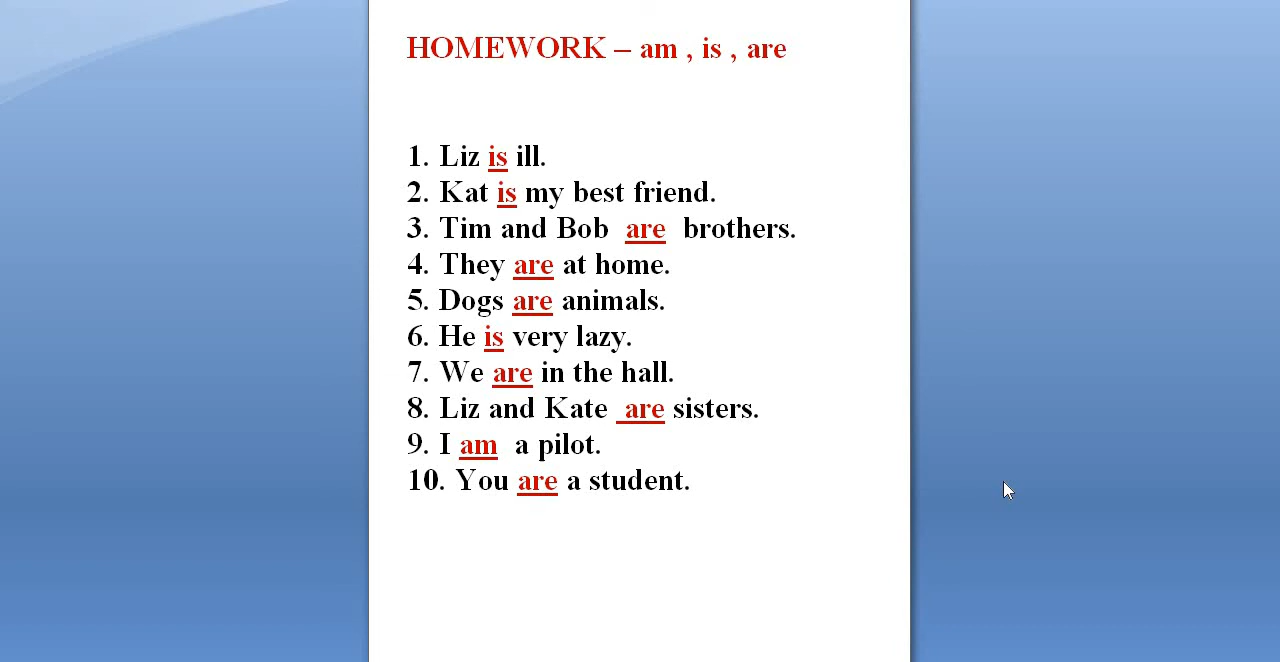 HOMEWORK – am , is , are
1. Liz is ill.
2. Kat is my best friend.
3. Tim and Bob are brothers.
4. They are at home.
5. Dogs are animals.
6. He is very lazy.
7. We are in the hall.
8. Liz and Kate are sisters.
9. I am a pilot.
10. You are a student.